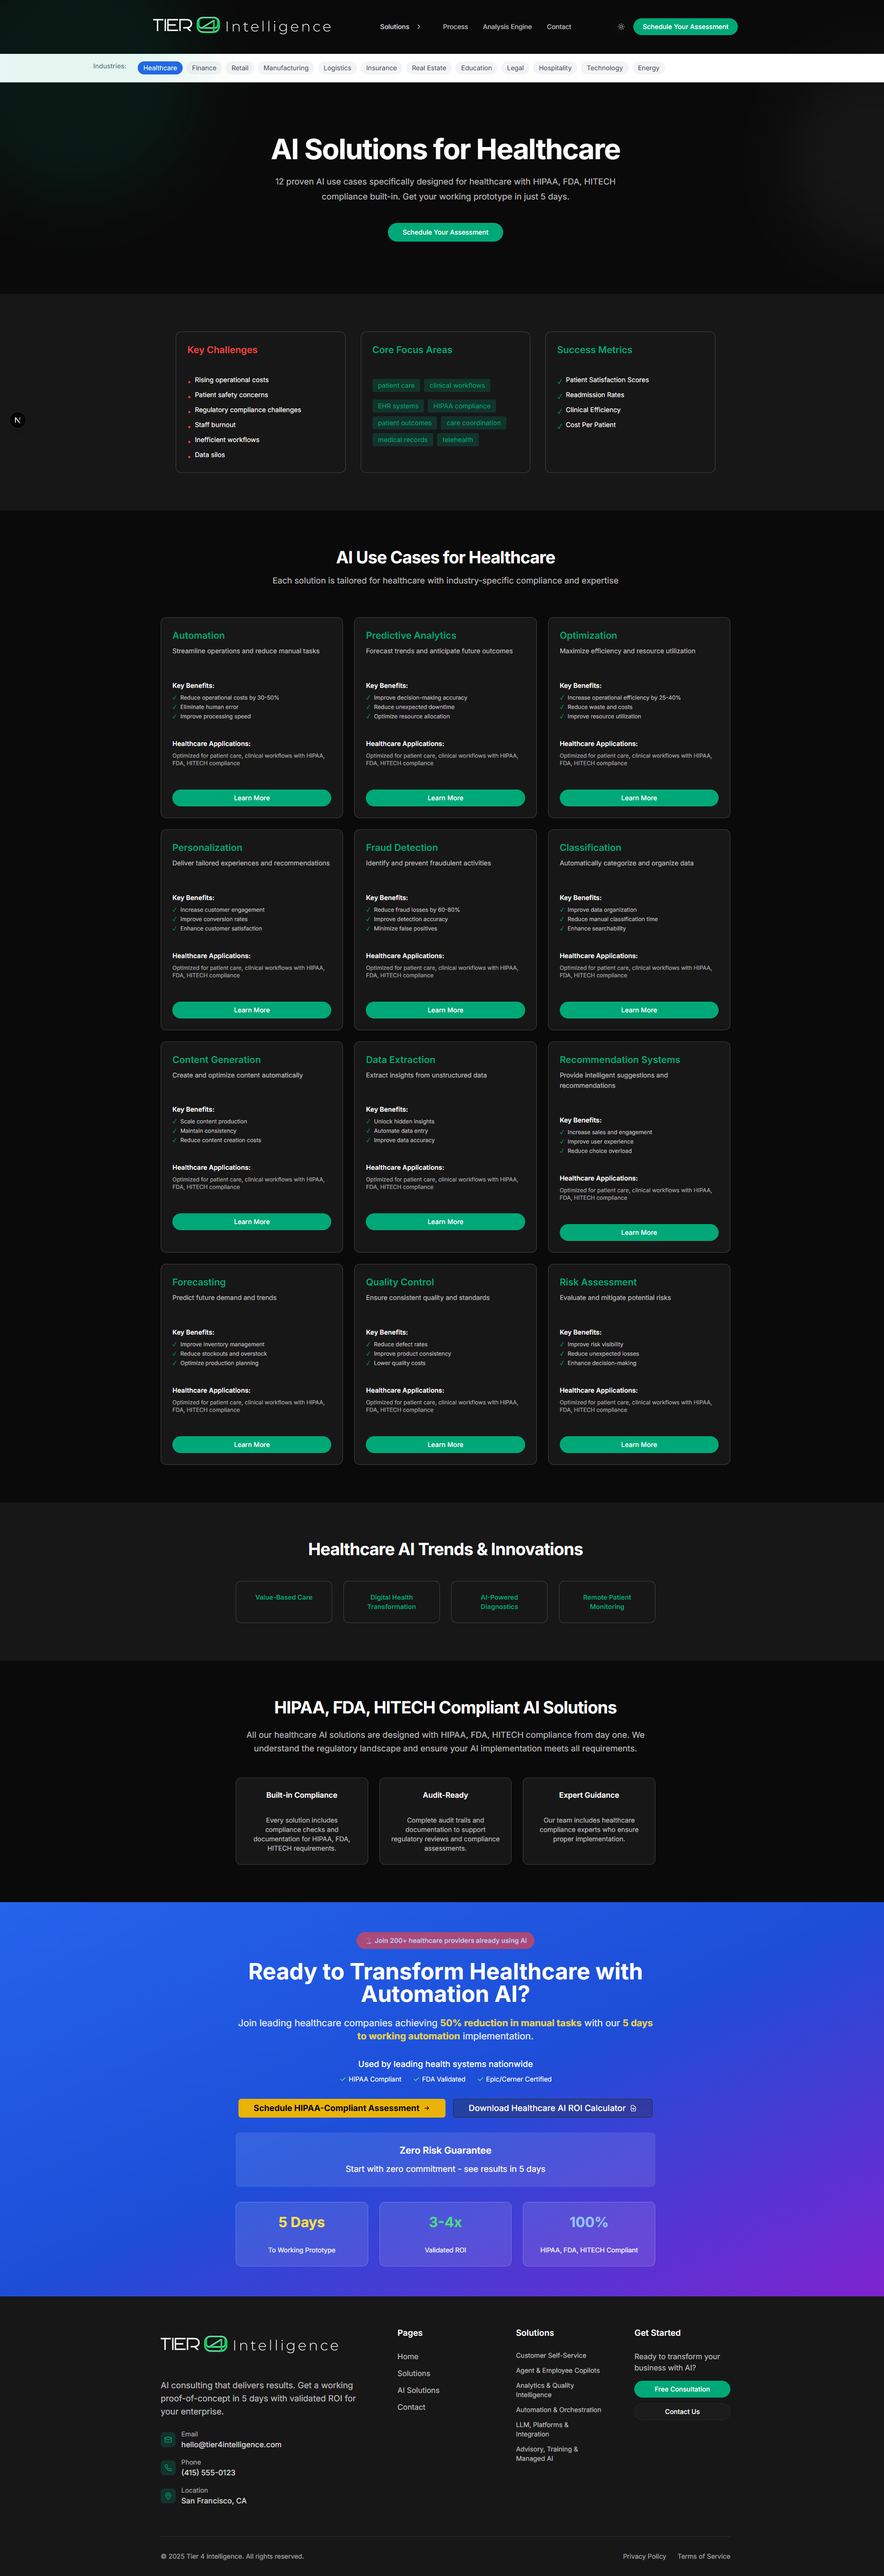 TIER 4 Intelligence
Solutions
Process
Analysis Engine
Contact
Schedule Your Assessment
Industries:
Healthcare
Finance
Retail
Manufacturing
Logistics
Insurance
Real Estate
Education
Legal
Hospitality
Technology
Energy
AI Solutions for Healthcare
12 proven AI use cases specifically designed for healthcare with HIPAA, FDA, HITECH
compliance built-in. Get your working prototype in just 5 days.
Schedule Your Assessment
N
Key Challenges
Rising operational costs
Patient safety concerns
Regulatory compliance challenges
Staff burnout
Inefficient workflows
Data silos
Core Focus Areas
patient care
clinical workflows
EHR systems
HIPAA compliance
patient outcomes
care coordination
medical records
telehealth
Success Metrics
✓ Patient Satisfaction Scores
✓ Readmission Rates
✓ Clinical Efficiency
✓ Cost Per Patient
AI Use Cases for Healthcare
Each solution is tailored for healthcare with industry-specific compliance and expertise
Automation
Streamline operations and reduce manual tasks
Key Benefits:
✓ Reduce operational costs by 30-50%
✓ Eliminate human error
✓ Improve processing speed
Healthcare Applications:
Optimized for patient care, clinical workflows with HIPAA,
FDA, HITECH compliance
Learn More
Predictive Analytics
Forecast trends and anticipate future outcomes
Key Benefits:
✓ Improve decision-making accuracy
✓ Reduce unexpected downtime
✓ Optimize resource allocation
Healthcare Applications:
Optimized for patient care, clinical workflows with HIPAA,
FDA, HITECH compliance
Learn More
Optimization
Maximize efficiency and resource utilization
Key Benefits:
✓ Increase operational efficiency by 25-40%
✓ Reduce waste and costs
✓ Improve resource utilization
Healthcare Applications:
Optimized for patient care, clinical workflows with HIPAA,
FDA, HITECH compliance
Learn More
Personalization
Deliver tailored experiences and recommendations
Key Benefits:
✓ Increase customer engagement
✓ Improve conversion rates
✓ Enhance customer satisfaction
Healthcare Applications:
Optimized for patient care, clinical workflows with HIPAA,
FDA, HITECH compliance
Learn More
Fraud Detection
Identify and prevent fraudulent activities
Key Benefits:
✓ Reduce fraud losses by 60-80%
✓ Improve detection accuracy
✓ Minimize false positives
Healthcare Applications:
Optimized for patient care, clinical workflows with HIPAA,
FDA, HITECH compliance
Learn More
Classification
Automatically categorize and organize data
Key Benefits:
✓ Improve data organization
✓ Reduce manual classification time
✓ Enhance searchability
Healthcare Applications:
Optimized for patient care, clinical workflows with HIPAA,
FDA, HITECH compliance
Learn More
Content Generation
Create and optimize content automatically
Key Benefits:
✓ Scale content production
✓ Maintain consistency
✓ Reduce content creation costs
Healthcare Applications:
Optimized for patient care, clinical workflows with HIPAA,
FDA, HITECH compliance
Learn More
Data Extraction
Extract insights from unstructured data
Key Benefits:
✓ Unlock hidden insights
✓ Automate data entry
✓ Improve data accuracy
Healthcare Applications:
Optimized for patient care, clinical workflows with HIPAA,
FDA, HITECH compliance
Learn More
Recommendation Systems
Provide intelligent suggestions and
recommendations
Key Benefits:
✓ Increase sales and engagement
✓ Improve user experience
✓ Reduce choice overload
Healthcare Applications:
Optimized for patient care, clinical workflows with HIPAA,
FDA, HITECH compliance
Learn More
Forecasting
Predict future demand and trends
Key Benefits:
✓ Improve inventory management
✓ Reduce stockouts and overstock
✓ Optimize production planning
Healthcare Applications:
Optimized for patient care, clinical workflows with HIPAA,
FDA, HITECH compliance
Learn More
Quality Control
Ensure consistent quality and standards
Key Benefits:
✓ Reduce defect rates
✓ Improve product consistency
✓ Lower quality costs
Healthcare Applications:
Optimized for patient care, clinical workflows with HIPAA,
FDA, HITECH compliance
Learn More
Risk Assessment
Evaluate and mitigate potential risks
Key Benefits:
✓ Improve risk visibility
✓ Reduce unexpected losses
✓ Enhance decision-making
Healthcare Applications:
Optimized for patient care, clinical workflows with HIPAA,
FDA, HITECH compliance
Learn More
Healthcare AI Trends & Innovations
Value-Based Care
Digital Health
Transformation
AI-Powered
Diagnostics
Remote Patient
Monitoring
HIPAA, FDA, HITECH Compliant AI Solutions
All our healthcare AI solutions are designed with HIPAA, FDA, HITECH compliance from day one. We
understand the regulatory landscape and ensure your AI implementation meets all requirements.
Built-in Compliance
Every solution includes
compliance checks and
documentation for HIPAA, FDA,
HITECH requirements.
Audit-Ready
Complete audit trails and
documentation to support
regulatory reviews and compliance
assessments.
Expert Guidance
Our team includes healthcare
compliance experts who ensure
proper implementation.
Join 200+ healthcare providers already using AI
Ready to Transform Healthcare with
Automation AI?
Join leading healthcare companies achieving 50% reduction in manual tasks with our 5 days
to working automation implementation.
Used by leading health systems nationwide
✓ HIPAA Compliant
✓ FDA Validated
✓ Epic/Cerner Certified
Schedule HIPAA-Compliant Assessment →
Download Healthcare AI ROI Calculator
Zero Risk Guarantee
Start with zero commitment - see results in 5 days
5 Days
To Working Prototype
3-4x
Validated ROI
100%
HIPAA, FDA, HITECH Compliant
TIER 4 Intelligence
AI consulting that delivers results. Get a working
proof-of-concept in 5 days with validated ROI for
your enterprise.
Email
hello@tier4intelligence.com
Phone
(415) 555-0123
Location
San Francisco, CA
Pages
Home
Solutions
AI Solutions
Contact
Solutions
Customer Self-Service
Agent & Employee Copilots
Analytics & Quality
Intelligence
Automation & Orchestration
LLM, Platforms &
Integration
Advisory, Training &
Managed AI
Get Started
Ready to transform your
business with AI?
Free Consultation
Contact Us
© 2025 Tier 4 Intelligence. All rights reserved.
Privacy Policy
Terms of Service